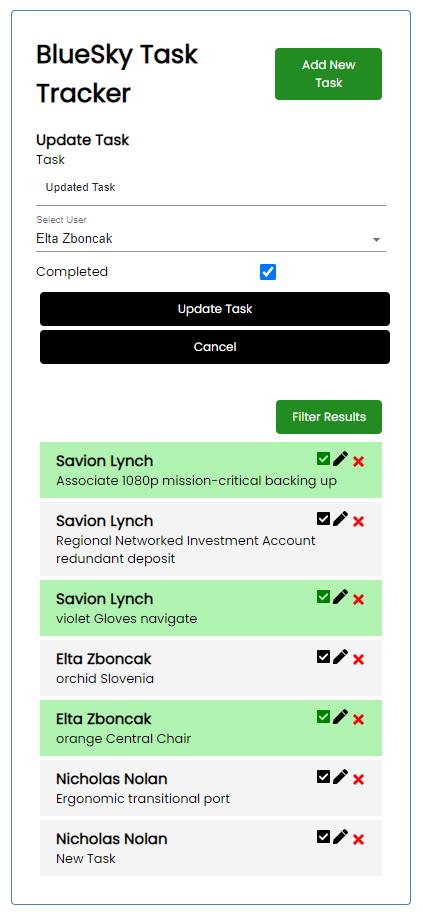 BlueSky Task
Tracker
Add New
Task
Update Task
Task
Updated Task
Select User
Elta Zboncak
Completed
Update Task
Cancel
Filter Results
Savion Lynch
Associate 1080p mission-critical backing up
Savion Lynch
Regional Networked Investment Account
redundant deposit
Savion Lynch
violet Gloves navigate
Elta Zboncak
orchid Slovenia
Elta Zboncak
orange Central Chair
Nicholas Nolan
Ergonomic transitional port
Nicholas Nolan
New Task